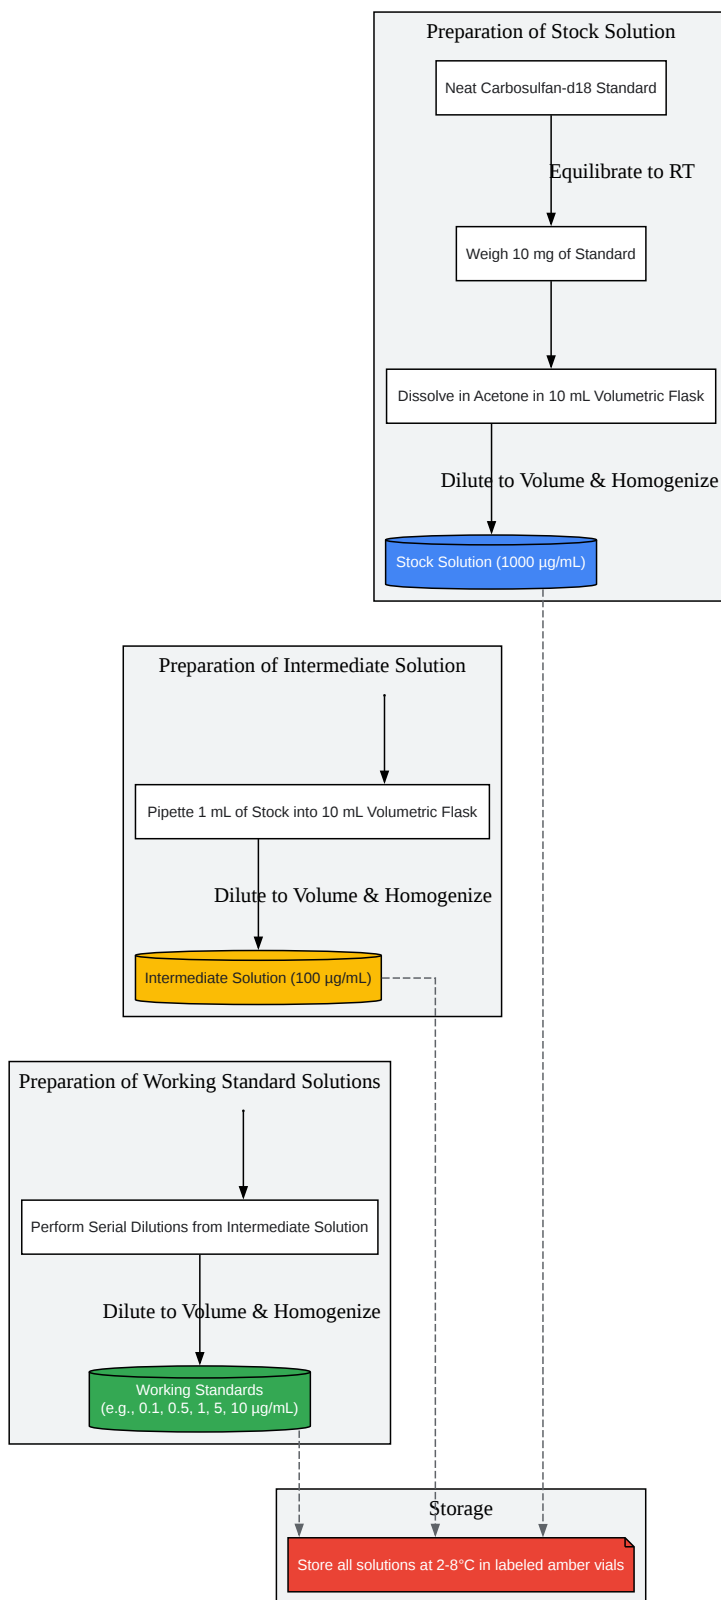 Preparation of Stock Solution
Neat Carbosulfan-d18 Standard
Equilibrate to RT
Weigh 10 mg of Standard
Dissolve in Acetone in 10 mL Volumetric Flask
Dilute to Volume & Homogenize
Stock Solution (1000 µg/mL)
Preparation of Intermediate Solution
Pipette 1 mL of Stock into 10 mL Volumetric Flask
Dilute to Volume & Homogenize
Intermediate Solution (100 µg/mL)
Preparation of Working Standard Solutions
Perform Serial Dilutions from Intermediate Solution
Dilute to Volume & Homogenize
Working Standards
(e.g., 0.1, 0.5, 1, 5, 10 µg/mL)
Storage
Store all solutions at 2-8°C in labeled amber vials